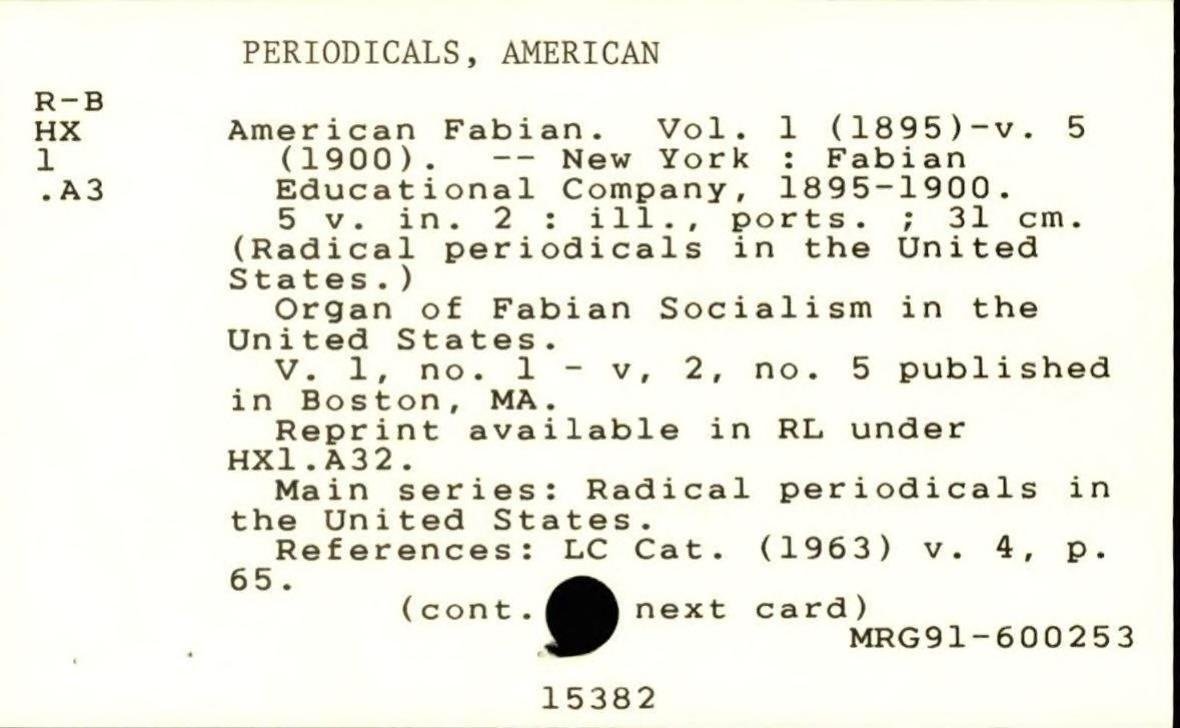 PERIODICALS, AMERICAN
R-B
HX
1
.A3
American Fabian. Vol. 1 (1895)-v. 5
(1900). -- New York : Fabian
Educational Company, 1895-1900.
5 v. in. 2 : ill., ports. ; 31 cm.
(Radical periodicals in the United
States.)
Organ of Fabian Socialism in the
United States.
V. 1, no. 1 - v, 2, no. 5 published
in Boston, MA.
Reprint available in RL under
HX1.A32.
Main series: Radical periodicals in
the United States.
References: LC Cat. (1963) v. 4, p.
65.
(cont. next card)
MRG91-600253
15382